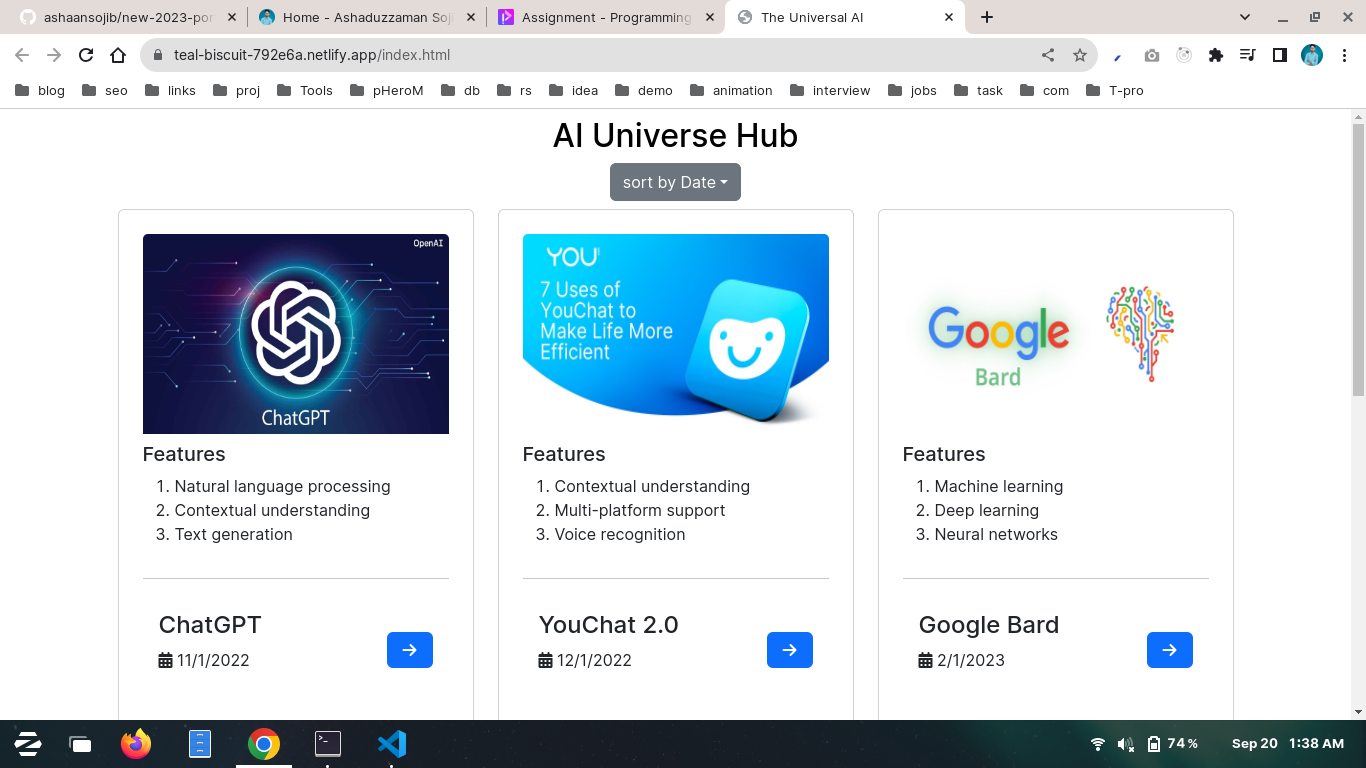 ashaansojib/new-2023-por
Home - Ashaduzzaman Soji
Assignment - Programming
The Universal AI
teal-biscuit-792e6a.netlify.app/index.html
blog seo links proj Tools pHeroM db rs idea demo animation interview jobs task com T-pro
AI Universe Hub
sort by Date
OpenAI
ChatGPT
YOU
7 Uses of
YouChat to
Make Life More
Efficient
Google
Bard
Features
1. Natural language processing
2. Contextual understanding
3. Text generation
Features
1. Contextual understanding
2. Multi-platform support
3. Voice recognition
Features
1. Machine learning
2. Deep learning
3. Neural networks
ChatGPT
11/1/2022
YouChat 2.0
12/1/2022
Google Bard
2/1/2023
74 %
Sep 20 1:38 AM